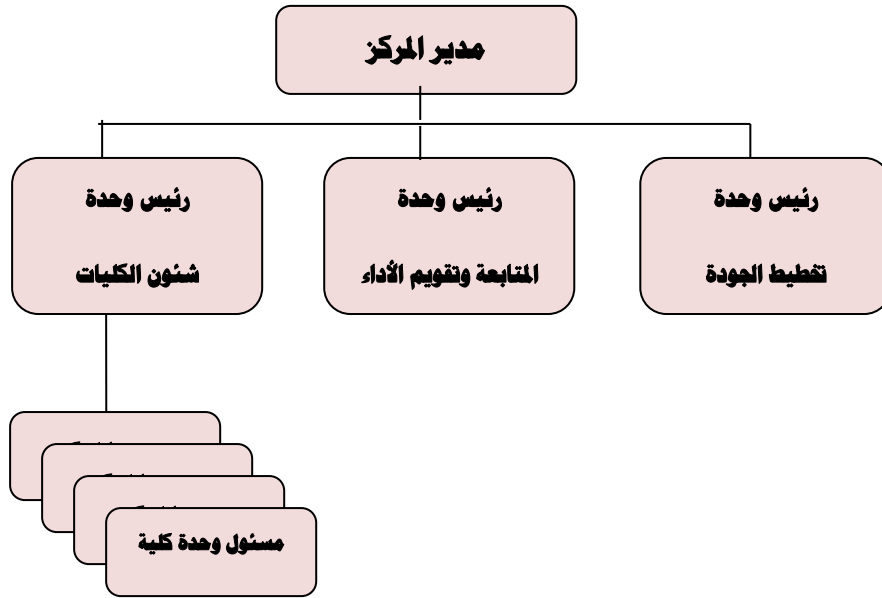 مدير المركز
رئيس وحدة
تخطيط الجودة
رئيس وحدة
المتابعة وتقويم الأداء
رئيس وحدة
شئون الكليات
مسئول وحدة كلية